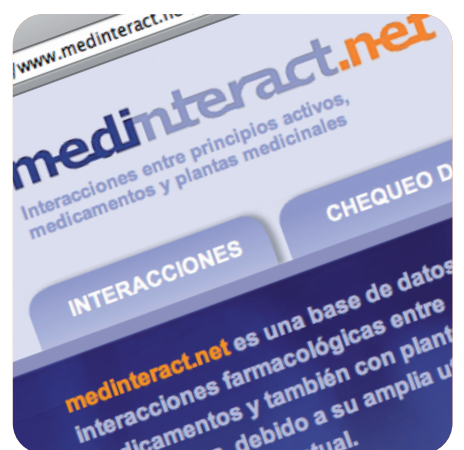 /www.medinteract.ne
medinteract.net
Interacciones entre principios activos,
medicamentos y plantas medicinales
INTERACCIONES
CHEQUEO D
medinteract.net es una base de datos
interacciones farmacológicas entre
dicamentos y también con plant
debido a su amplia u
tual.